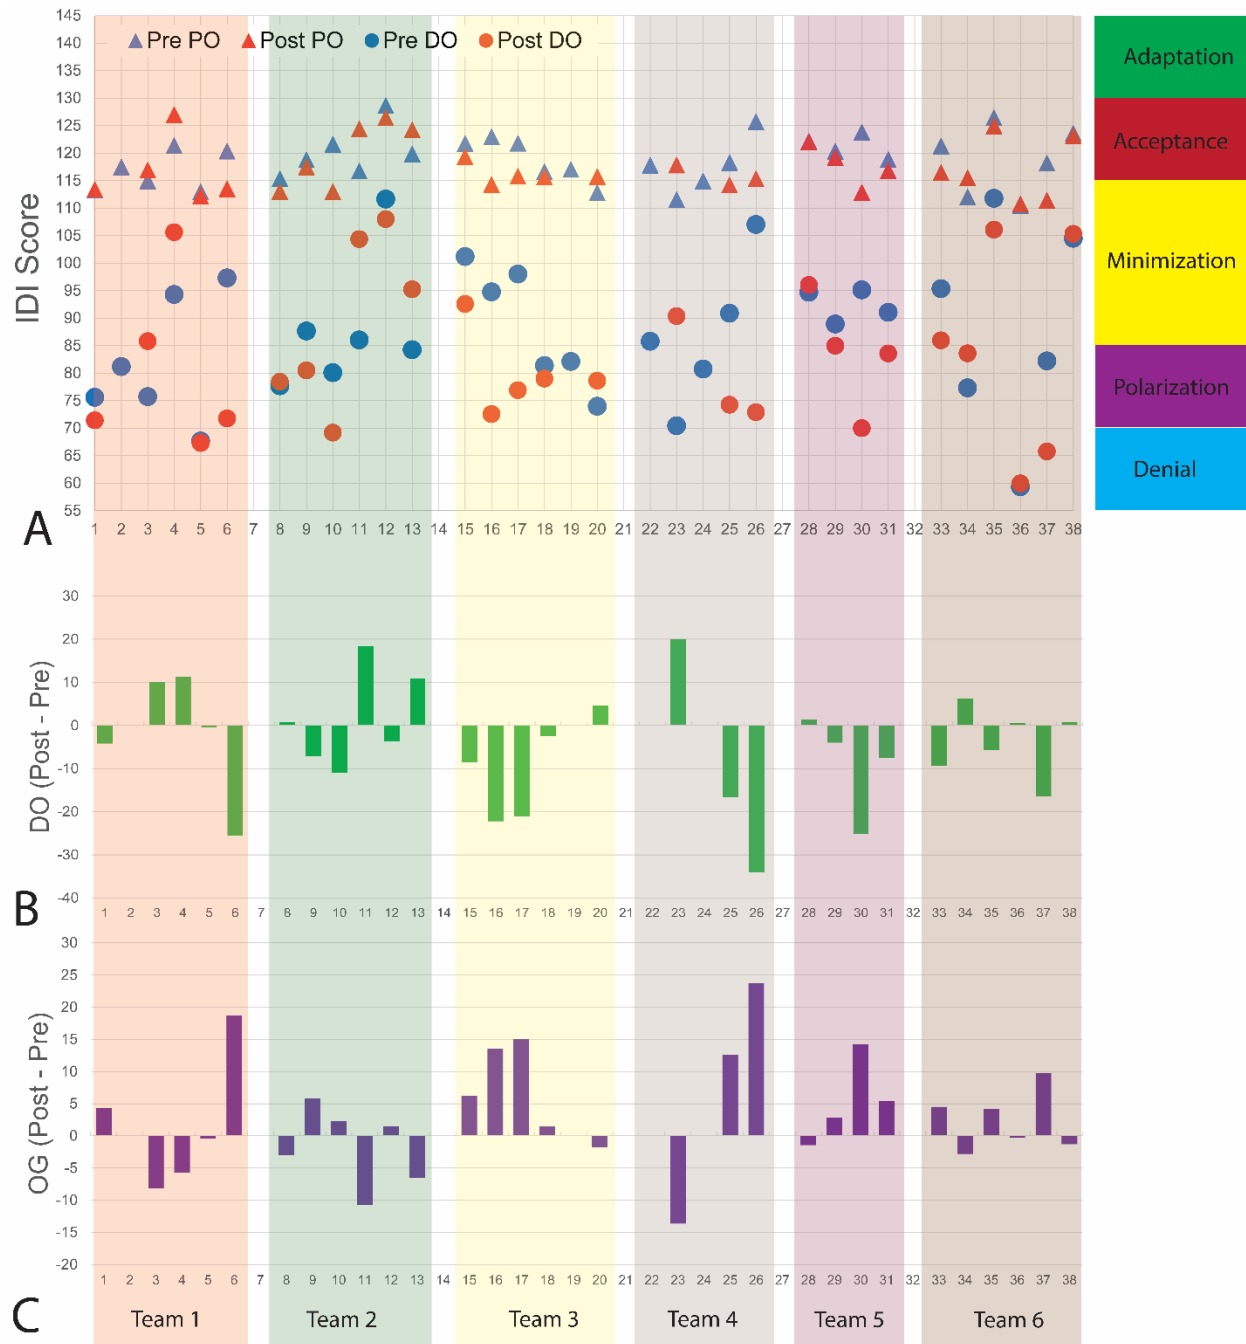 145
140
135
130
125
120
115
110
105
100
95
90
85
80
75
70
65
60
55
IDI Score
Pre PO Post PO Pre DO Post DO
Adaptation
Acceptance
Minimization
Polarization
Denial
A
1 2 3 4 5 6 7 8 9 10 11 12 13 14 15 16 17 18 19 20 21 22 23 24 25 26 27 28 29 30 31 32 33 34 35 36 37 38
30
20
10
0
-10
-20
-30
-40
DO (Post - Pre)
B
1 2 3 4 5 6 7 8 9 10 11 12 13 14 15 16 17 18 19 20 21 22 23 24 25 26 27 28 29 30 31 32 33 34 35 36 37 38
30
25
20
15
10
5
0
-5
-10
-15
-20
OG (Post - Pre)
1 2 3 4 5 6 7 8 9 10 11 12 13 14 15 16 17 18 19 20 21 22 23 24 25 26 27 28 29 30 31 32 33 34 35 36 37 38
C
Team 1 Team 2 Team 3 Team 4 Team 5 Team 6